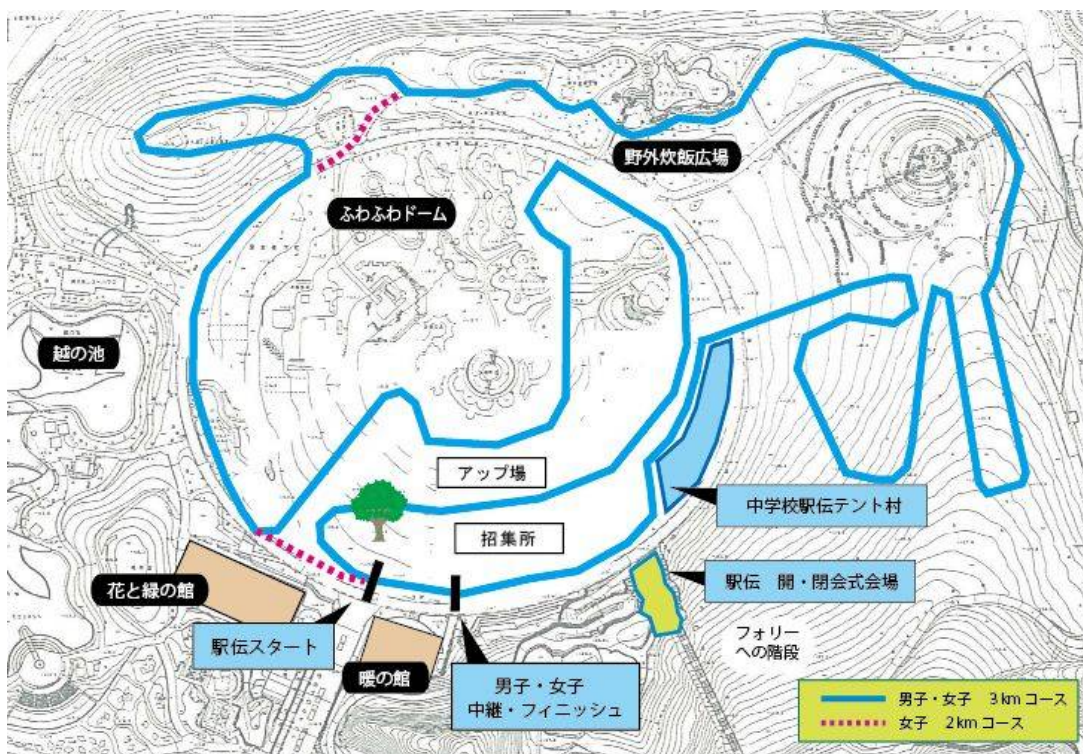 野外炊飯広場
ふわふわドーム
越の池
アップ場
中学校駅伝テント村
招集所
駅伝 開・閉会式会場
花と緑の館
駅伝スタート
フォリー
への階段
暖の館
男子・女子
中継・フィニッシュ
男子・女子 3kmコース
女子 2kmコース